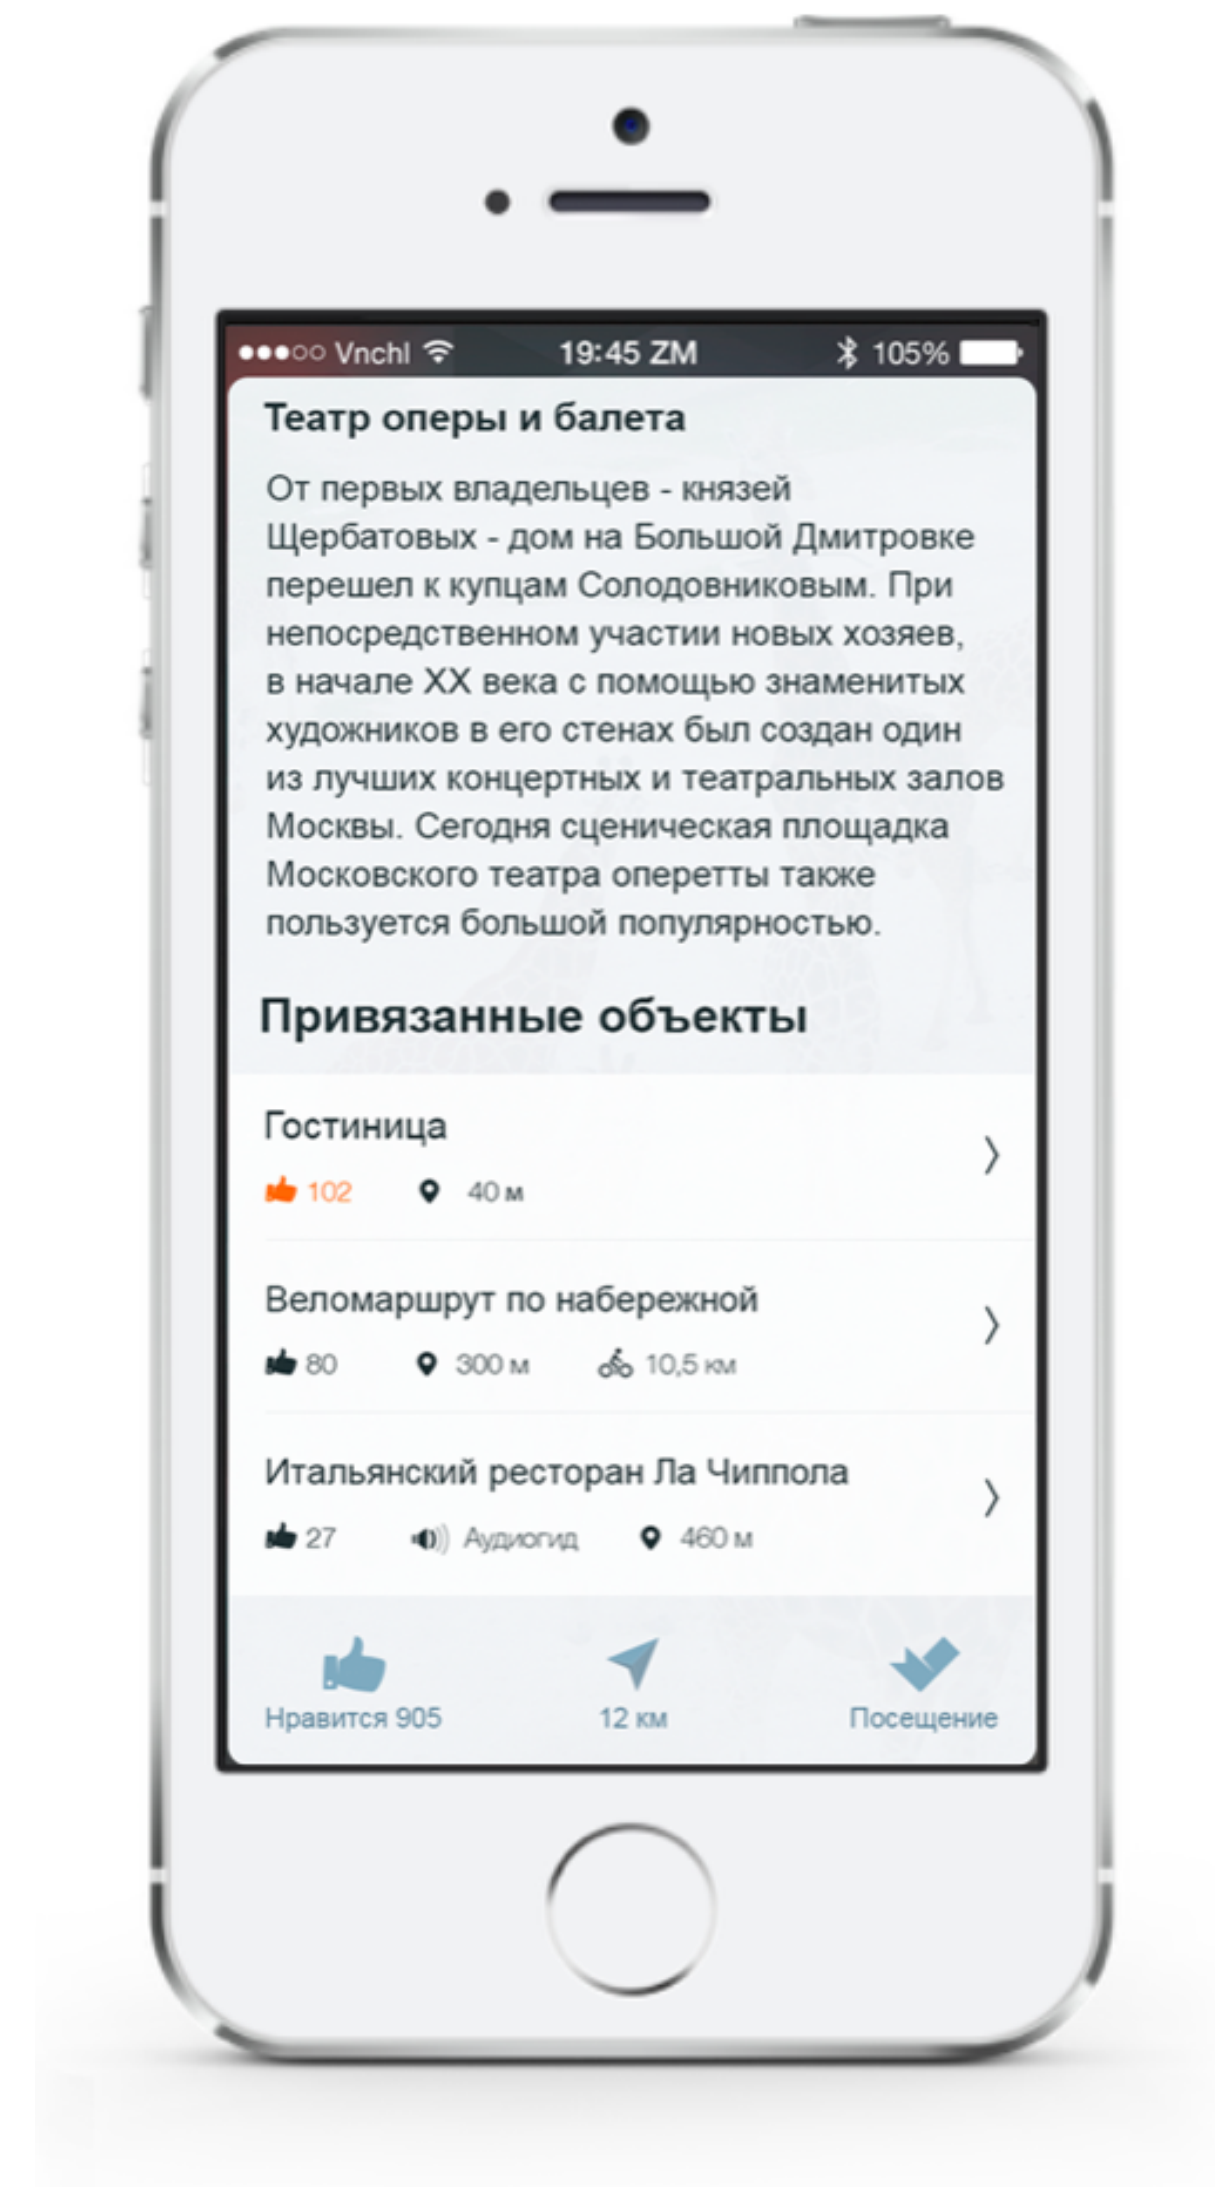 Vnchl 19:45 ZM 105%
Театр оперы и балета
От первых владельцев - князей
Щербатовых - дом на Большой Дмитровке
перешел к купцам Солодовниковым. При
непосредственном участии новых хозяев,
в начале XX века с помощью знаменитых
художников в его стенах был создан один
из лучших концертных и театральных залов
Москвы. Сегодня сценическая площадка
Московского театра оперетты также
пользуется большой популярностью.
Привязанные объекты
Гостиница
102 40 м
Веломаршрут по набережной
80 300 м 10,5 км
Итальянский ресторан Ла Чиппола
27 Аудиогид 460 м
Нравится 905 12 км Посещение